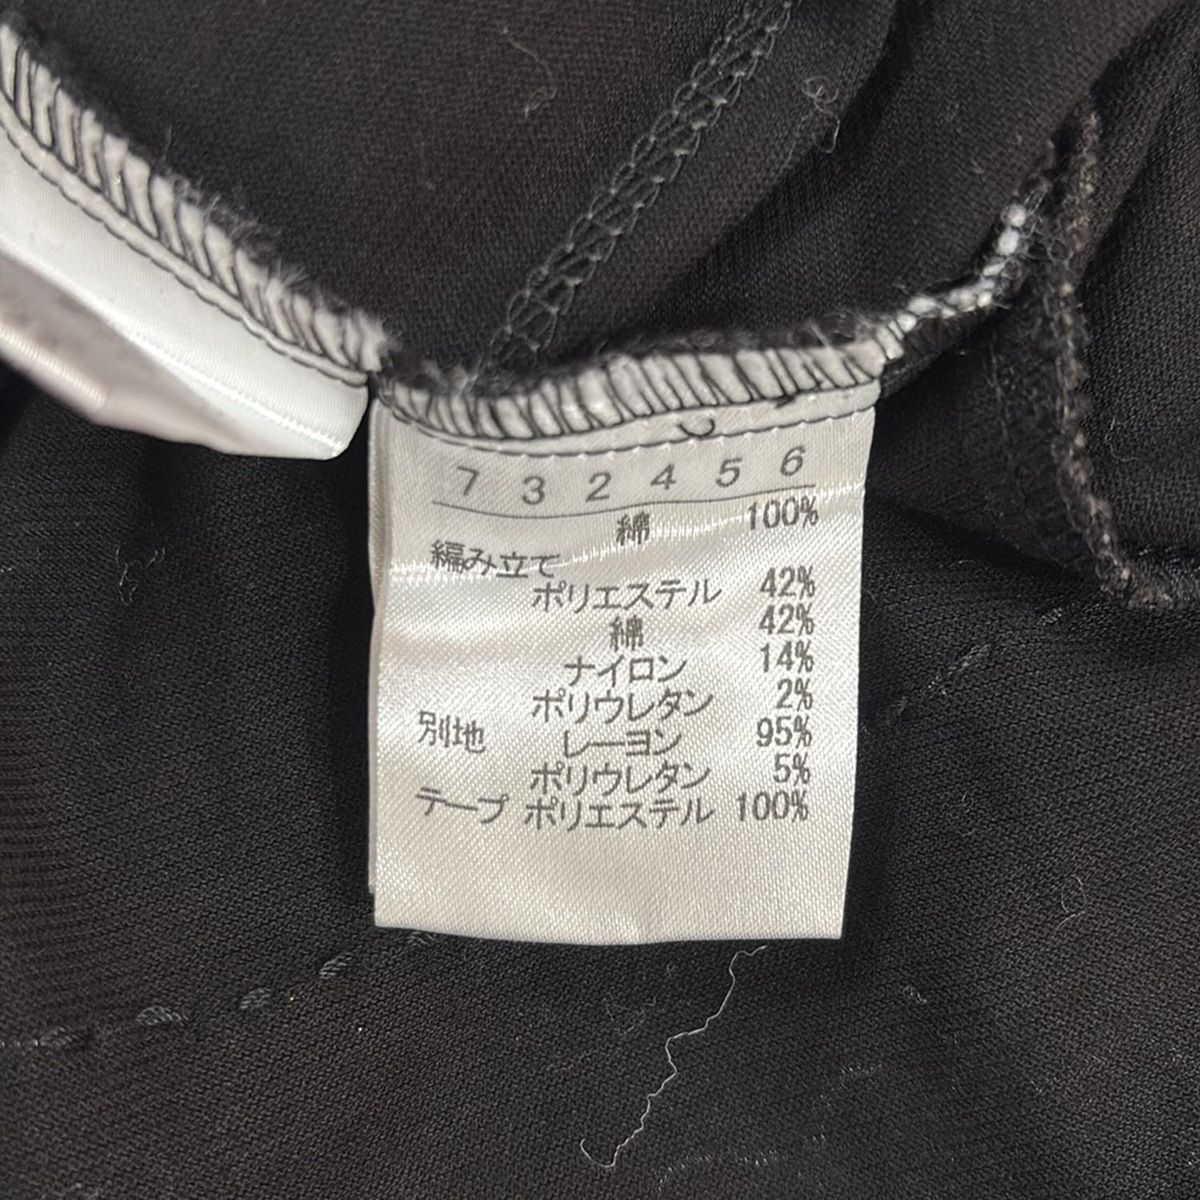 7 3 2 4 5 6
綿 100%
編み立て
ポリエステル 42%
綿 42%
ナイロン 14%
ポリウレタン 2%
別地 レーヨン 95%
ポリウレタン 5%
テープ ポリエステル 100%